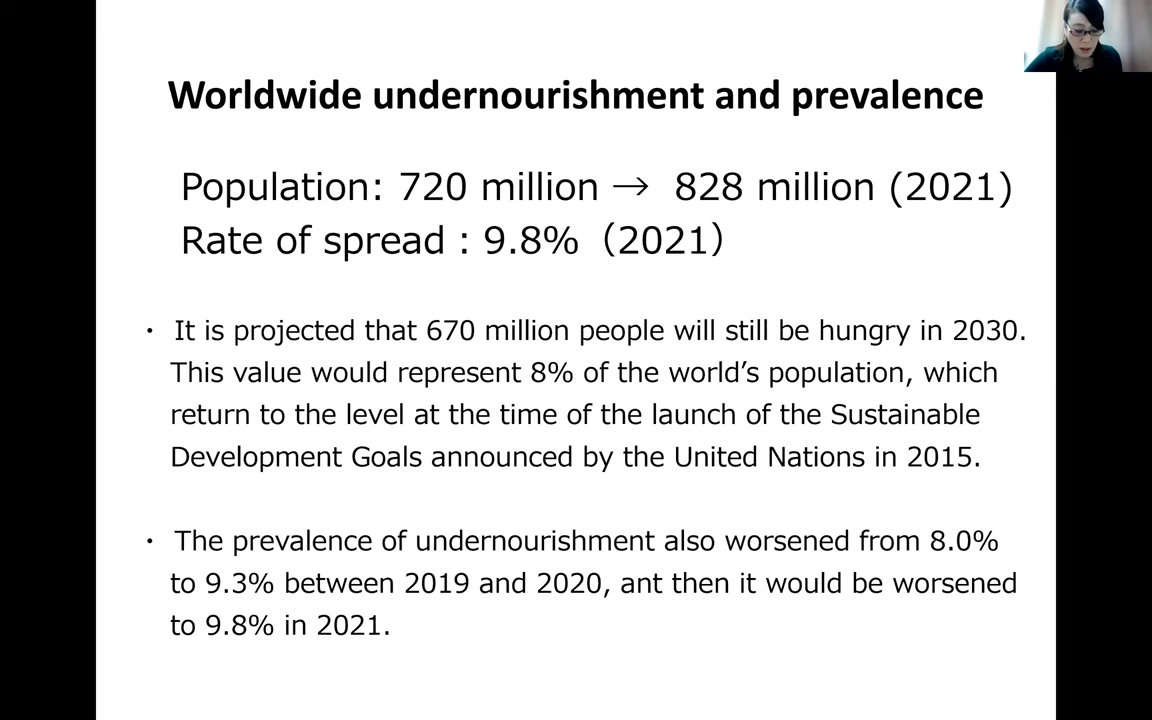 Worldwide undernourishment and prevalence
Population: 720 million → 828 million (2021)
Rate of spread : 9.8%（2021）
・ It is projected that 670 million people will still be hungry in 2030.
This value would represent 8% of the world’s population, which
return to the level at the time of the launch of the Sustainable
Development Goals announced by the United Nations in 2015.
・ The prevalence of undernourishment also worsened from 8.0%
to 9.3% between 2019 and 2020, ant then it would be worsened
to 9.8% in 2021.